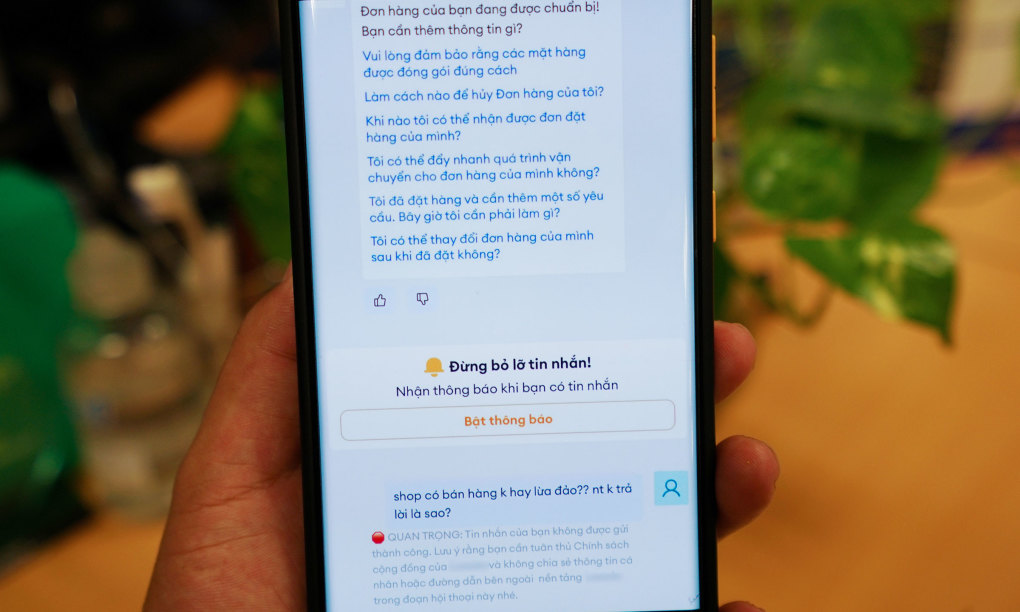 Đơn hàng của bạn đang được chuẩn bị!
Bạn cần thêm thông tin gì?
Vui lòng đảm bảo rằng các mặt hàng
được đóng gói đúng cách
Làm cách nào để hủy Đơn hàng của tôi?
Khi nào tôi có thể nhận được đơn đặt
hàng của mình?
Tôi có thể đẩy nhanh quá trình vận
chuyển cho đơn hàng của mình không?
Tôi đã đặt hàng và cần thêm một số yêu
cầu. Bây giờ tôi cần phải làm gì?
Tôi có thể thay đổi đơn hàng của mình
sau khi đã đặt không?
Đừng bỏ lỡ tin nhắn!
Nhận thông báo khi bạn có tin nhắn
Bật thông báo
shop có bán hàng k hay lừa đảo?? nt k trả
lời là sao?
QUAN TRỌNG: Tin nhắn của bạn không được gửi
thành công. Lưu ý rằng bạn cần tuân thủ Chính sách
cộng đồng của và không chia sẻ thông tin cá
nhân hoặc đường dẫn bên ngoài nền tảng
trong đoạn hội thoại này nhé.